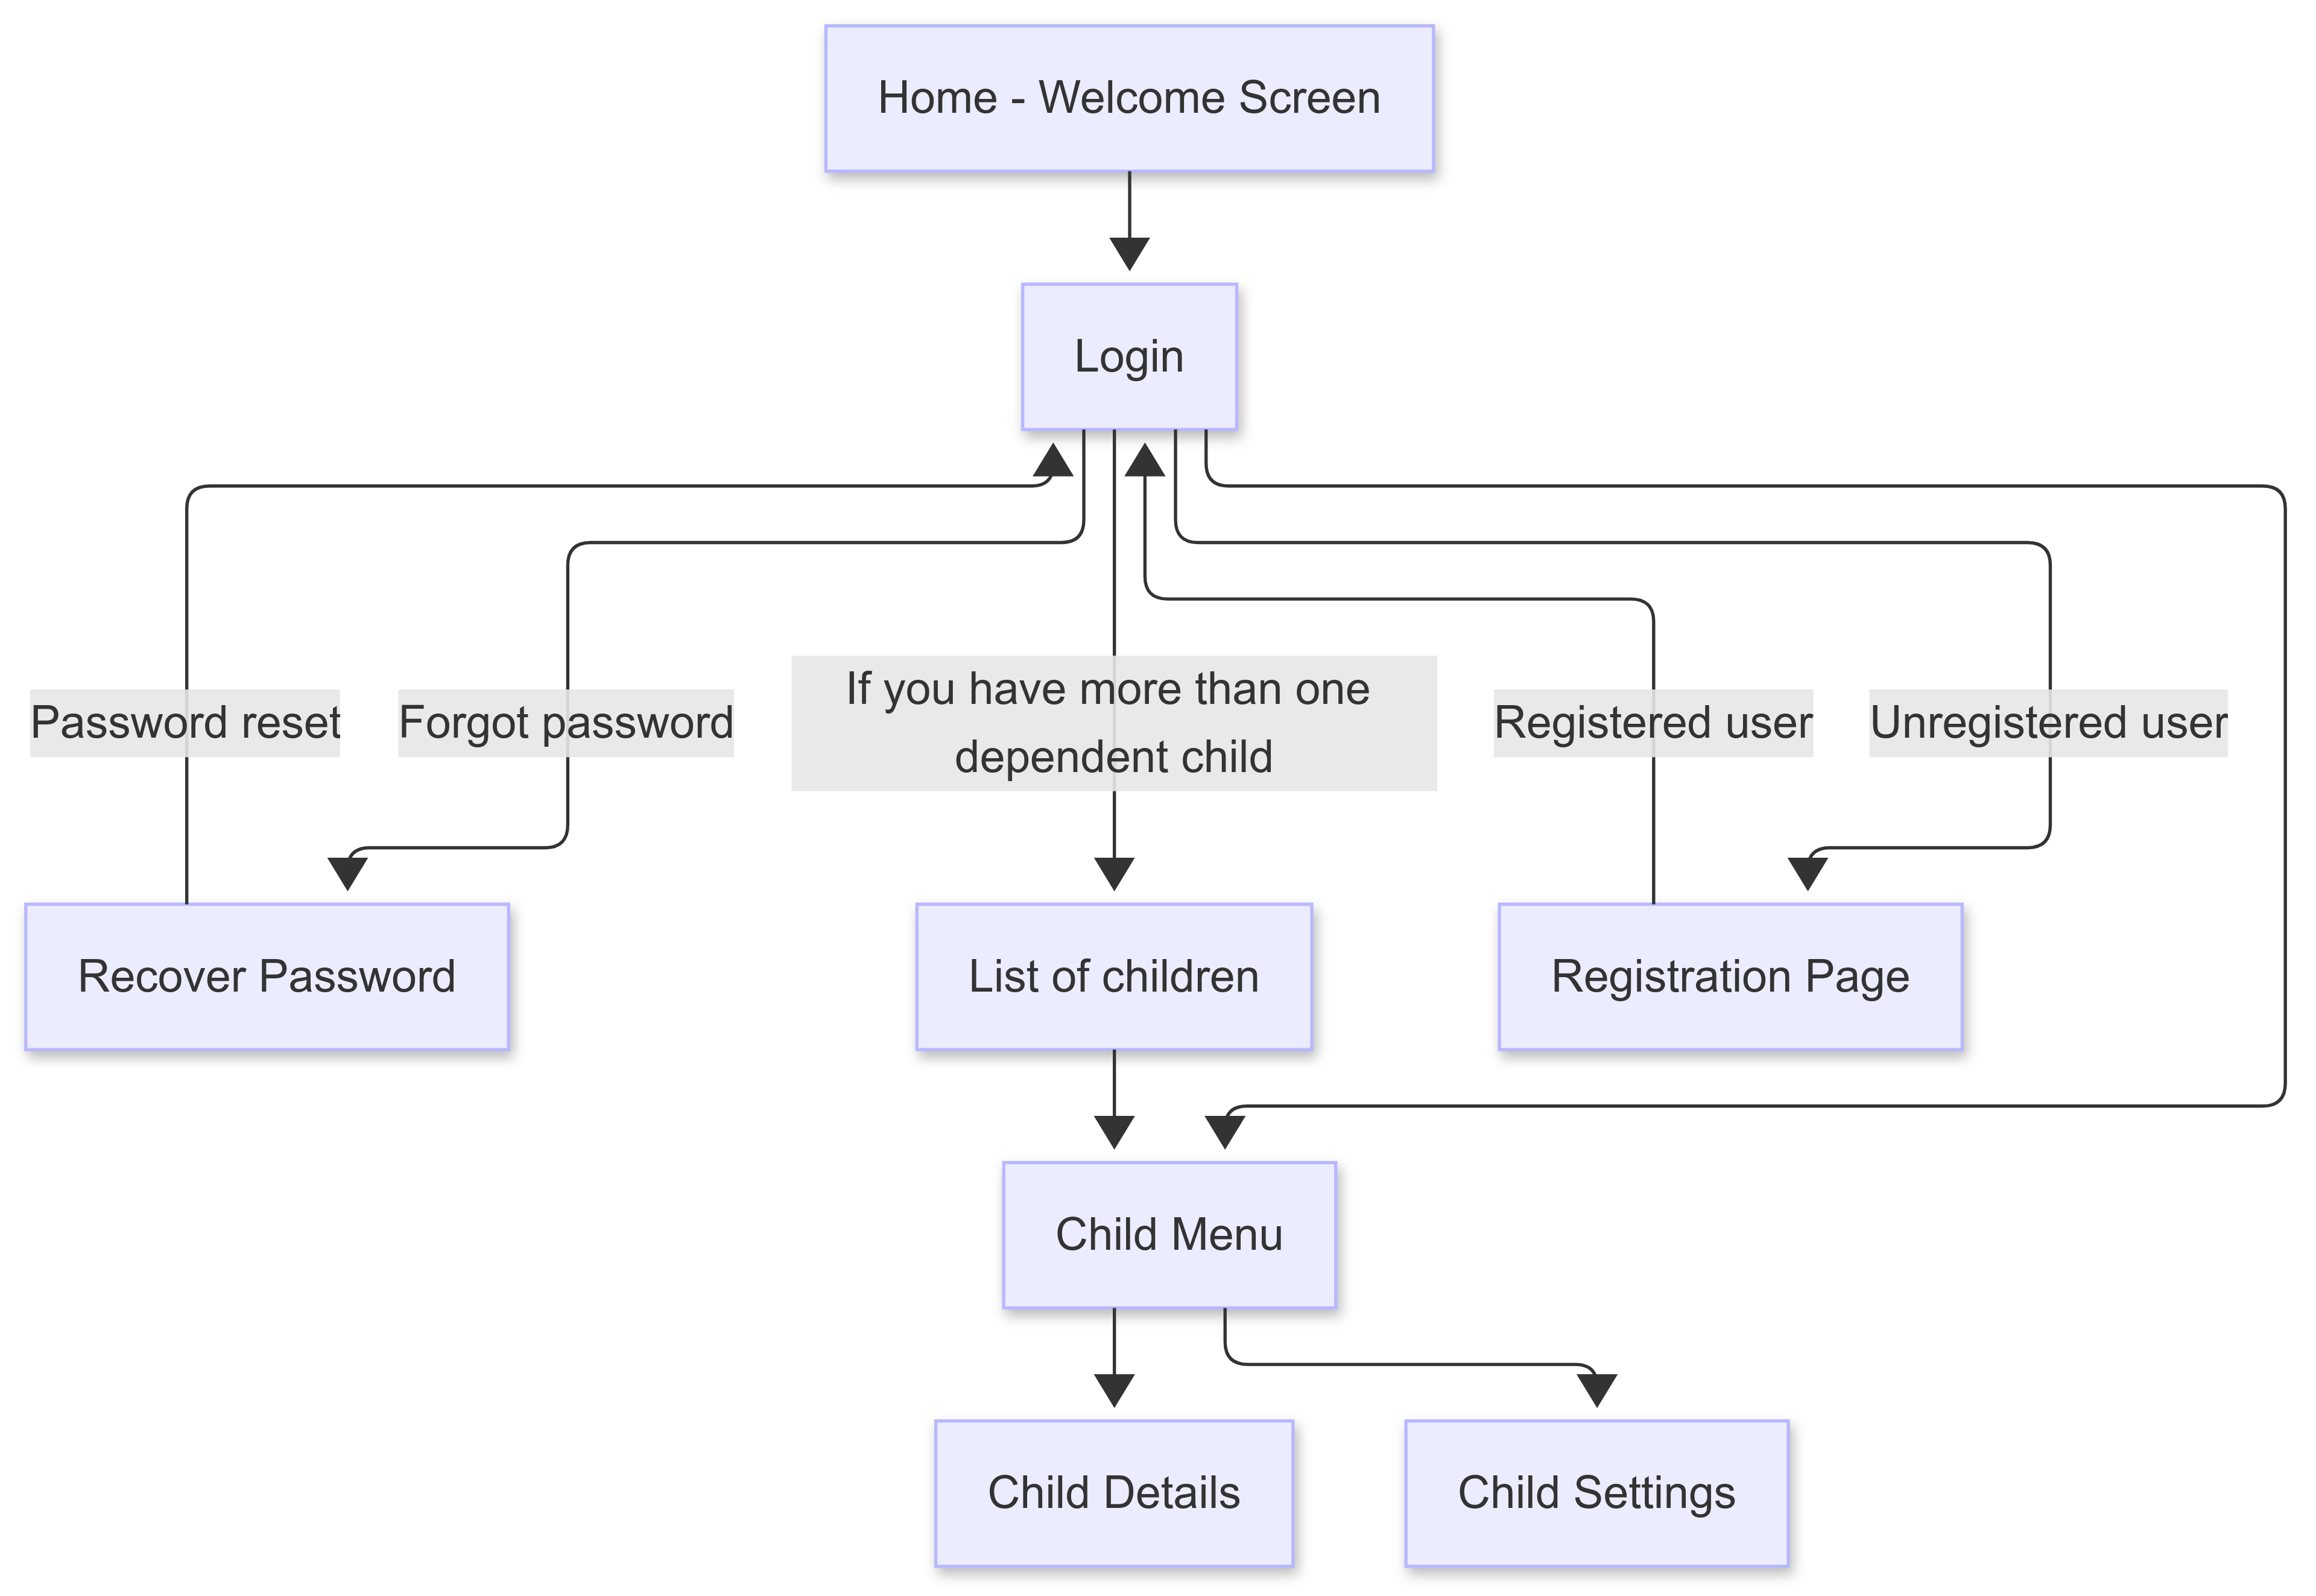 Home - Welcome Screen
Login
Password reset
Forgot password
If you have more than one
dependent child
Registered user
Unregistered user
Recover Password
List of children
Registration Page
Child Menu
Child Details
Child Settings